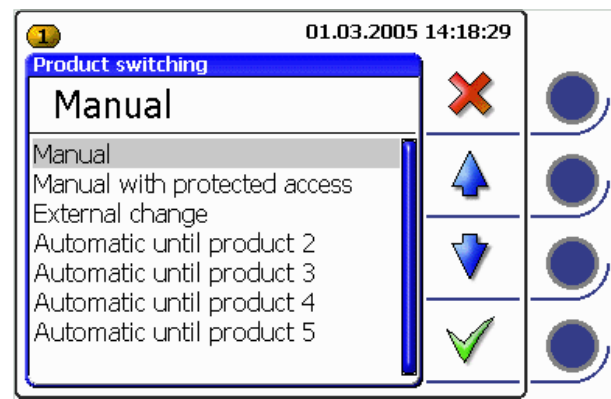 1
01.03.2005 14:18:29
Product switching
Manual
Manual
Manual with protected access
External change
Automatic until product 2
Automatic until product 3
Automatic until product 4
Automatic until product 5